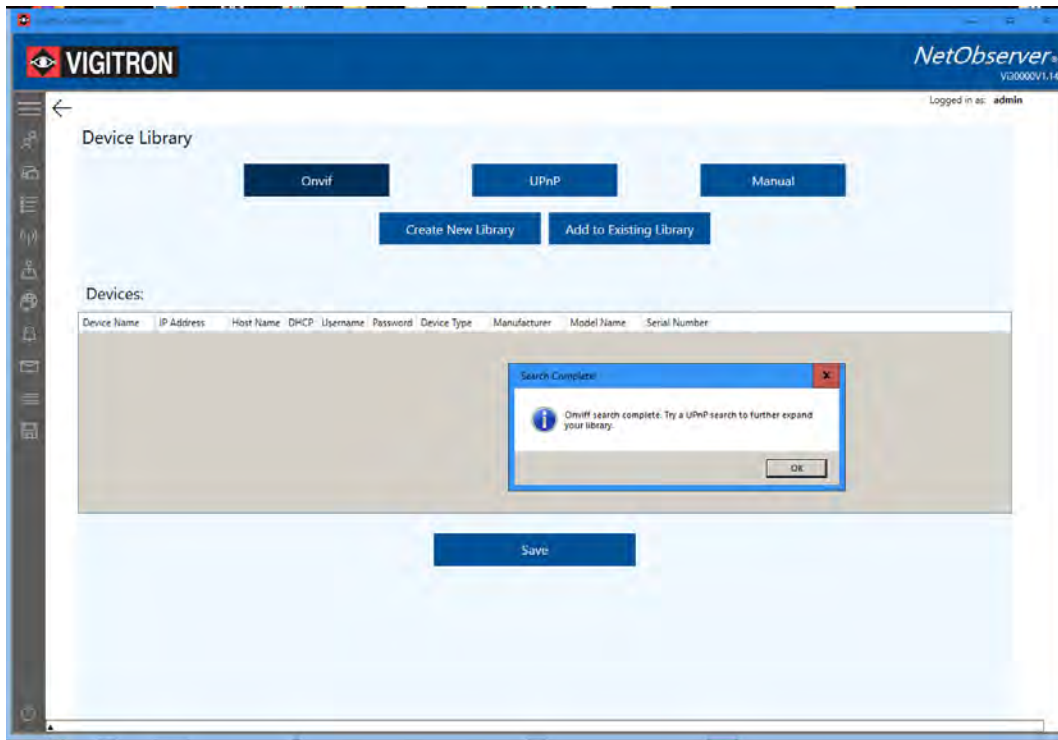 VIGITRON
NetObserver®
Logged in as: admin
Device Library
Onvif
UPnP
Manual
Create New Library
Add to Existing Library
Devices:
Device Name IP Address Host Name DHCP Username Password Device Type Manufacturer Model Name Serial Number
Search Complete!
Onviff search complete. Try a UPnP search to further expand
your library.
OK
Save